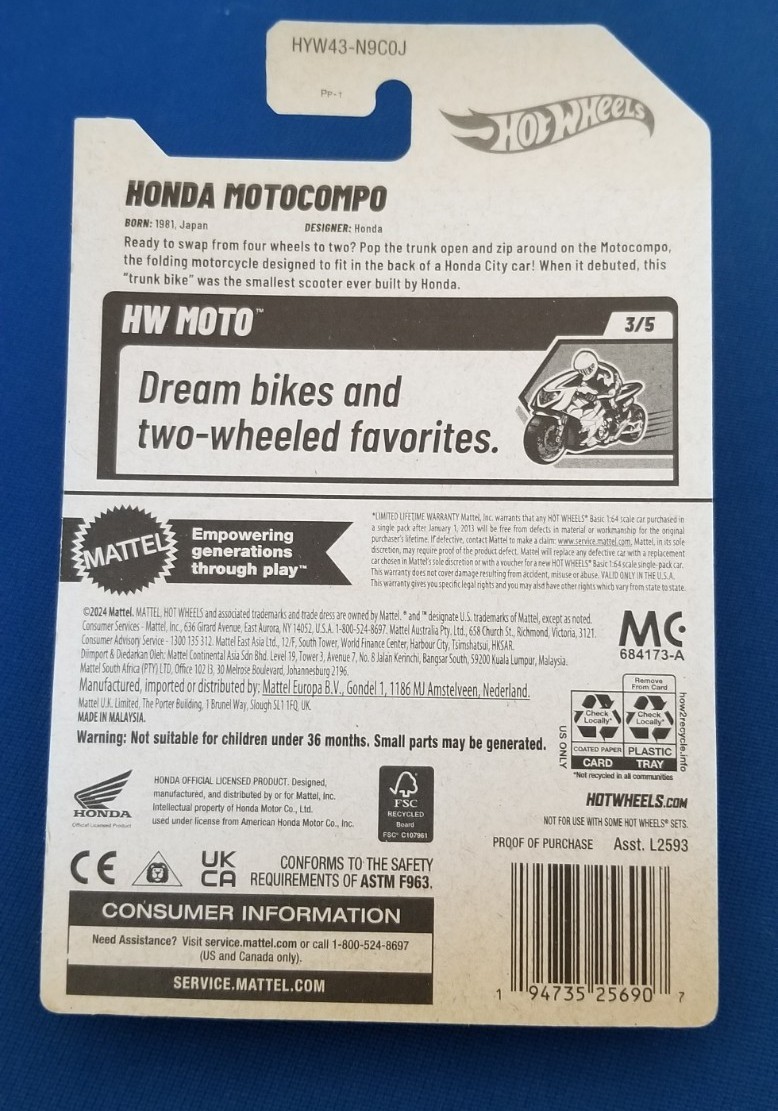 HYW43-N9C0J
PP-1
HOT WHEELS
HONDA MOTOCOMPO
BORN: 1981, Japan DESIGNER: Honda
Ready to swap from four wheels to two? Pop the trunk open and zip around on the Motocompo,
the folding motorcycle designed to fit in the back of a Honda City car! When it debuted, this
"trunk bike" was the smallest scooter ever built by Honda.
HW MOTO™
3/5
Dream bikes and
two-wheeled favorites.
MATTEL
Empowering
generations
through play™
*LIMITED LIFETIME WARRANTY Mattel, Inc. warrants that any HOT WHEELS® Basic 1:64 scale car purchased in
a single pack after January 1, 2013 will be free from defects in material or workmanship for the original
purchaser's lifetime. If defective, contact Mattel to make a claim: www.service.mattel.com. Mattel, in its sole
discretion, may require proof of the product defect. Mattel will replace any defective car with a replacement
car chosen in Mattel's sole discretion or with a voucher for a new HOT WHEELS® Basic 1:64 scale single-pack car.
This warranty does not cover damage resulting from accident, misuse or abuse. VALID ONLY IN THE U.S.A.
This warranty gives you specific legal rights and you may also have other rights which vary from state to state.
©2024 Mattel. MATTEL, HOT WHEELS and associated trademarks and trade dress are owned by Mattel. ® and ™ designate U.S. trademarks of Mattel, except as noted.
Consumer Services - Mattel, Inc., 636 Girard Avenue, East Aurora, NY 14052, U.S.A. 1-800-524-8697. Mattel Australia Pty. Ltd., 658 Church St., Richmond, Victoria, 3121.
Consumer Advisory Service - 1300 135 312. Mattel East Asia Ltd., 12/F, South Tower, World Finance Center, Harbour City, Tsimshatsui, HKSAR.
Diimport & Diedarkan Oleh: Mattel Continental Asia Sdn Bhd. Level 19, Tower 3, Avenue 7, No. 8 Jalan Kerinchi, Bangsar South, 59200 Kuala Lumpur, Malaysia.
Mattel South Africa (PTY) LTD, Office 102 I3, 30 Melrose Boulevard, Johannesburg 2196.
Manufactured, imported or distributed by: Mattel Europa B.V., Gondel 1, 1186 MJ Amstelveen, Nederland.
Mattel U.K. Limited, The Porter Building, 1 Brunel Way, Slough SL1 1FQ, UK.
MADE IN MALAYSIA.
Warning: Not suitable for children under 36 months. Small parts may be generated.
MC
684173-A
Remove
From Card
Check
Locally*
Check
Locally*
COATED PAPER PLASTIC
CARD TRAY
US ONLY
how2recycle.info
*Not recycled in all communities
HONDA
Official Licensed Product
HONDA OFFICIAL LICENSED PRODUCT. Designed,
manufactured, and distributed by or for Mattel, Inc.
Intellectual property of Honda Motor Co., Ltd.
used under license from American Honda Motor Co., Inc.
FSC
RECYCLED
Board
FSC® C107981
HOTWHEELS.COM
NOT FOR USE WITH SOME HOT WHEELS® SETS.
PROOF OF PURCHASE Asst. L2593
CE
UK
CA
CONFORMS TO THE SAFETY
REQUIREMENTS OF ASTM F963.
CONSUMER INFORMATION
Need Assistance? Visit service.mattel.com or call 1-800-524-8697
(US and Canada only).
SERVICE.MATTEL.COM
1 94735 25690 7